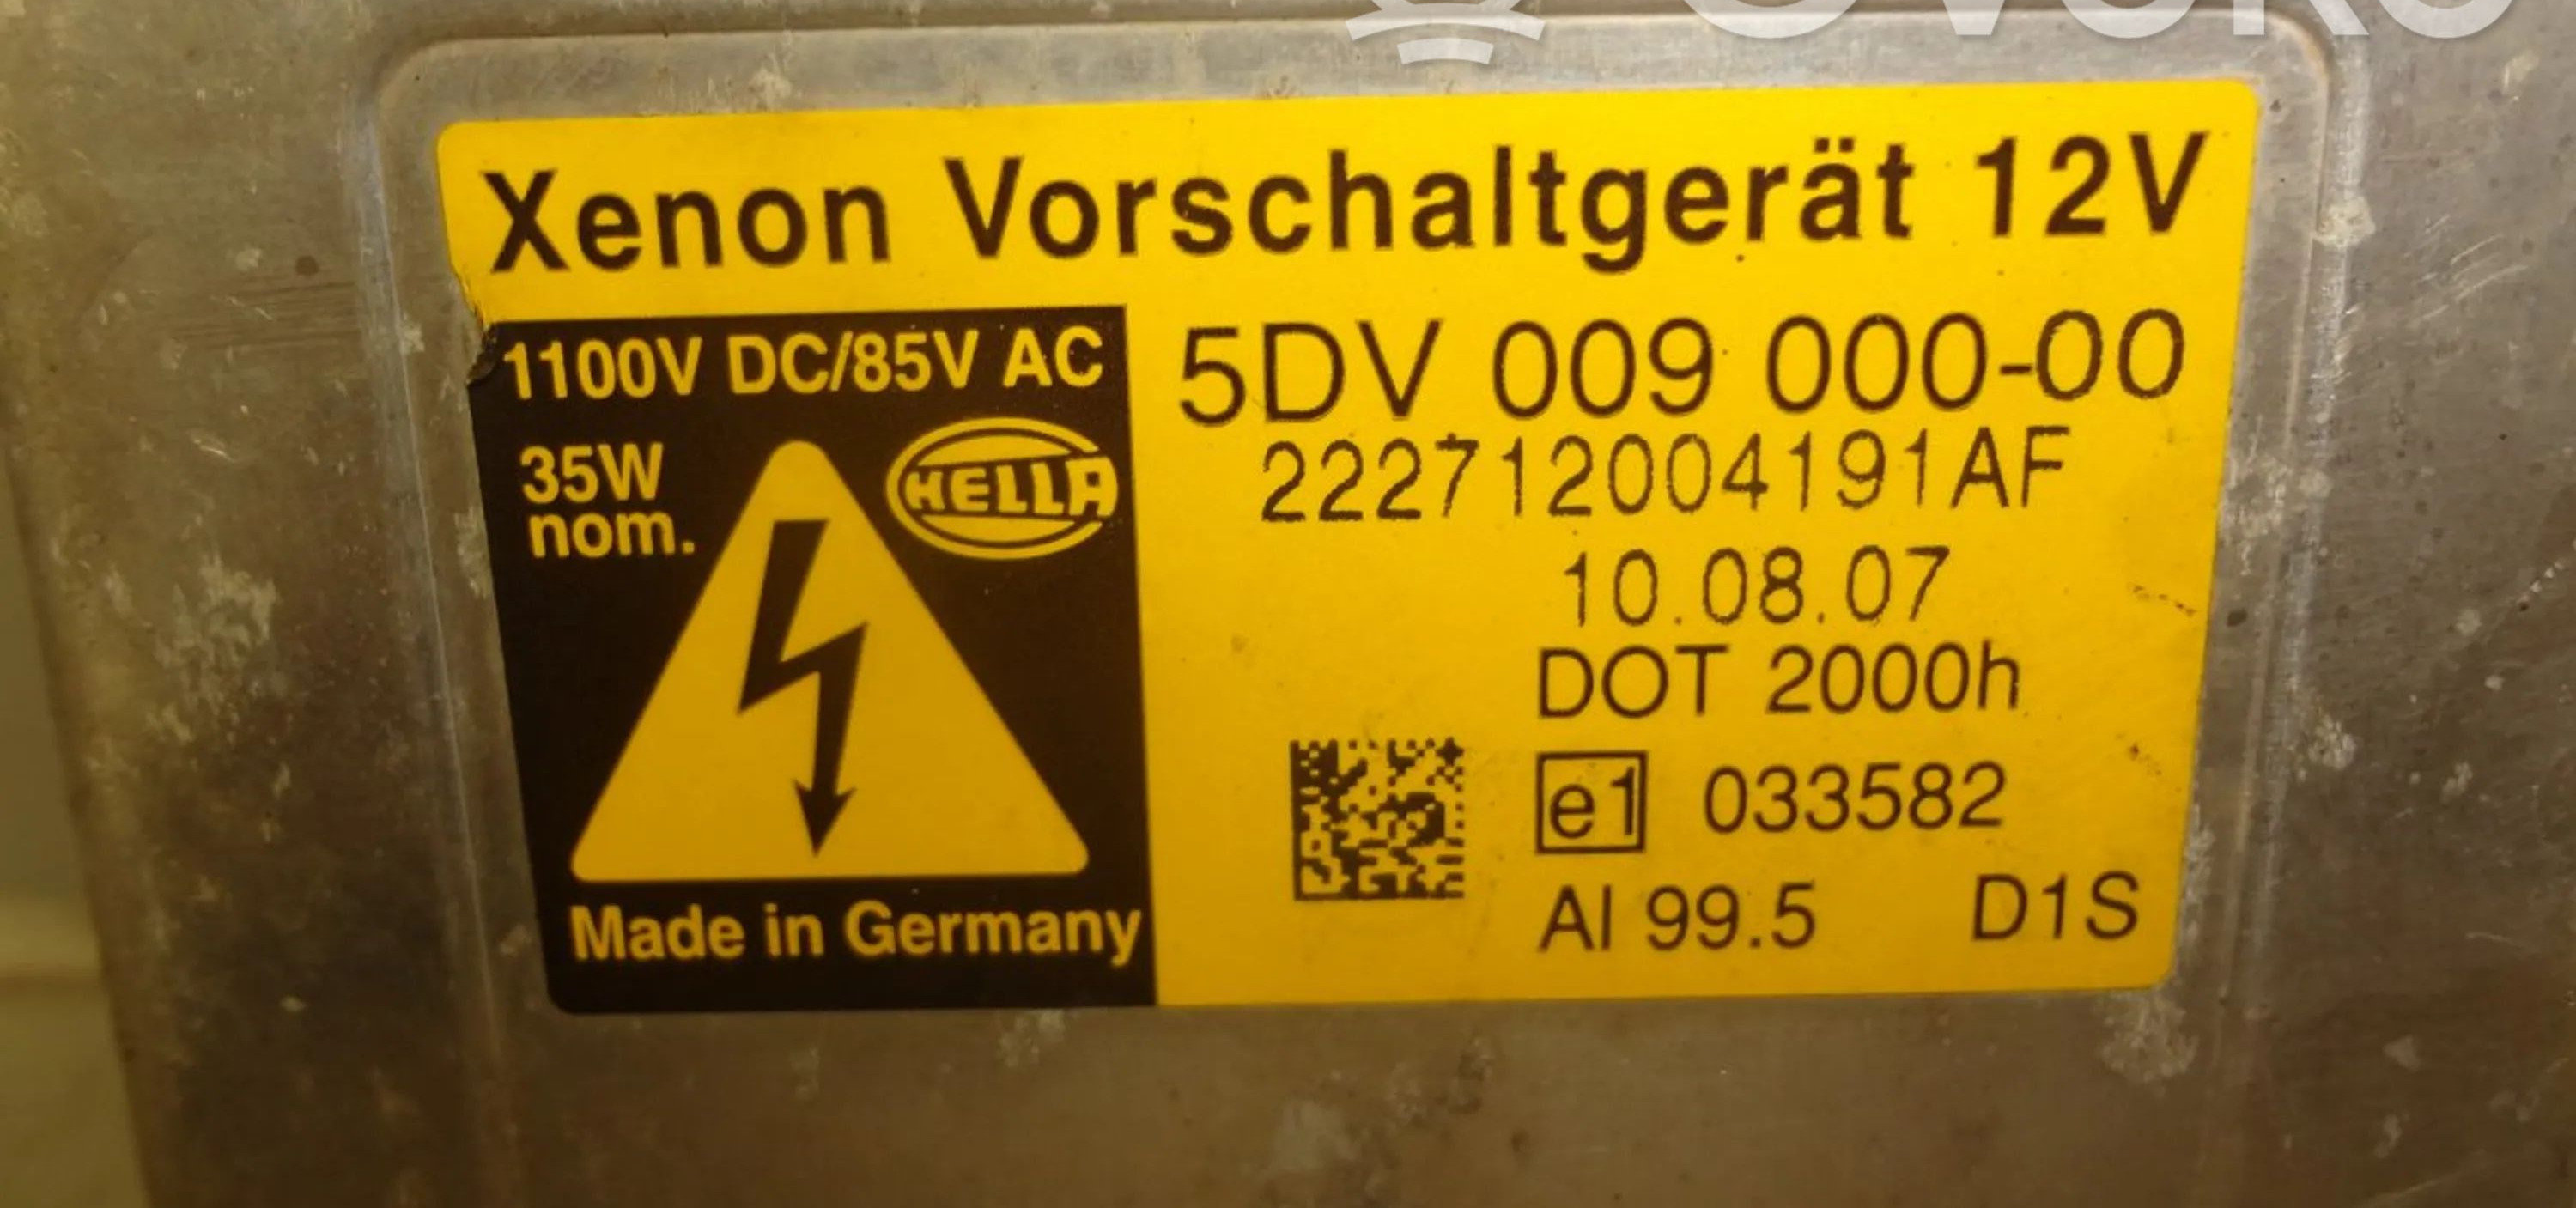 Xenon Vorschaltgerät 12V
1100V DC/85V AC
35W
nom.
HELLA
Made in Germany
5DV 009 000-00
222712004191AF
10.08.07
DOT 2000h
e1 033582
Al 99.5 D1S